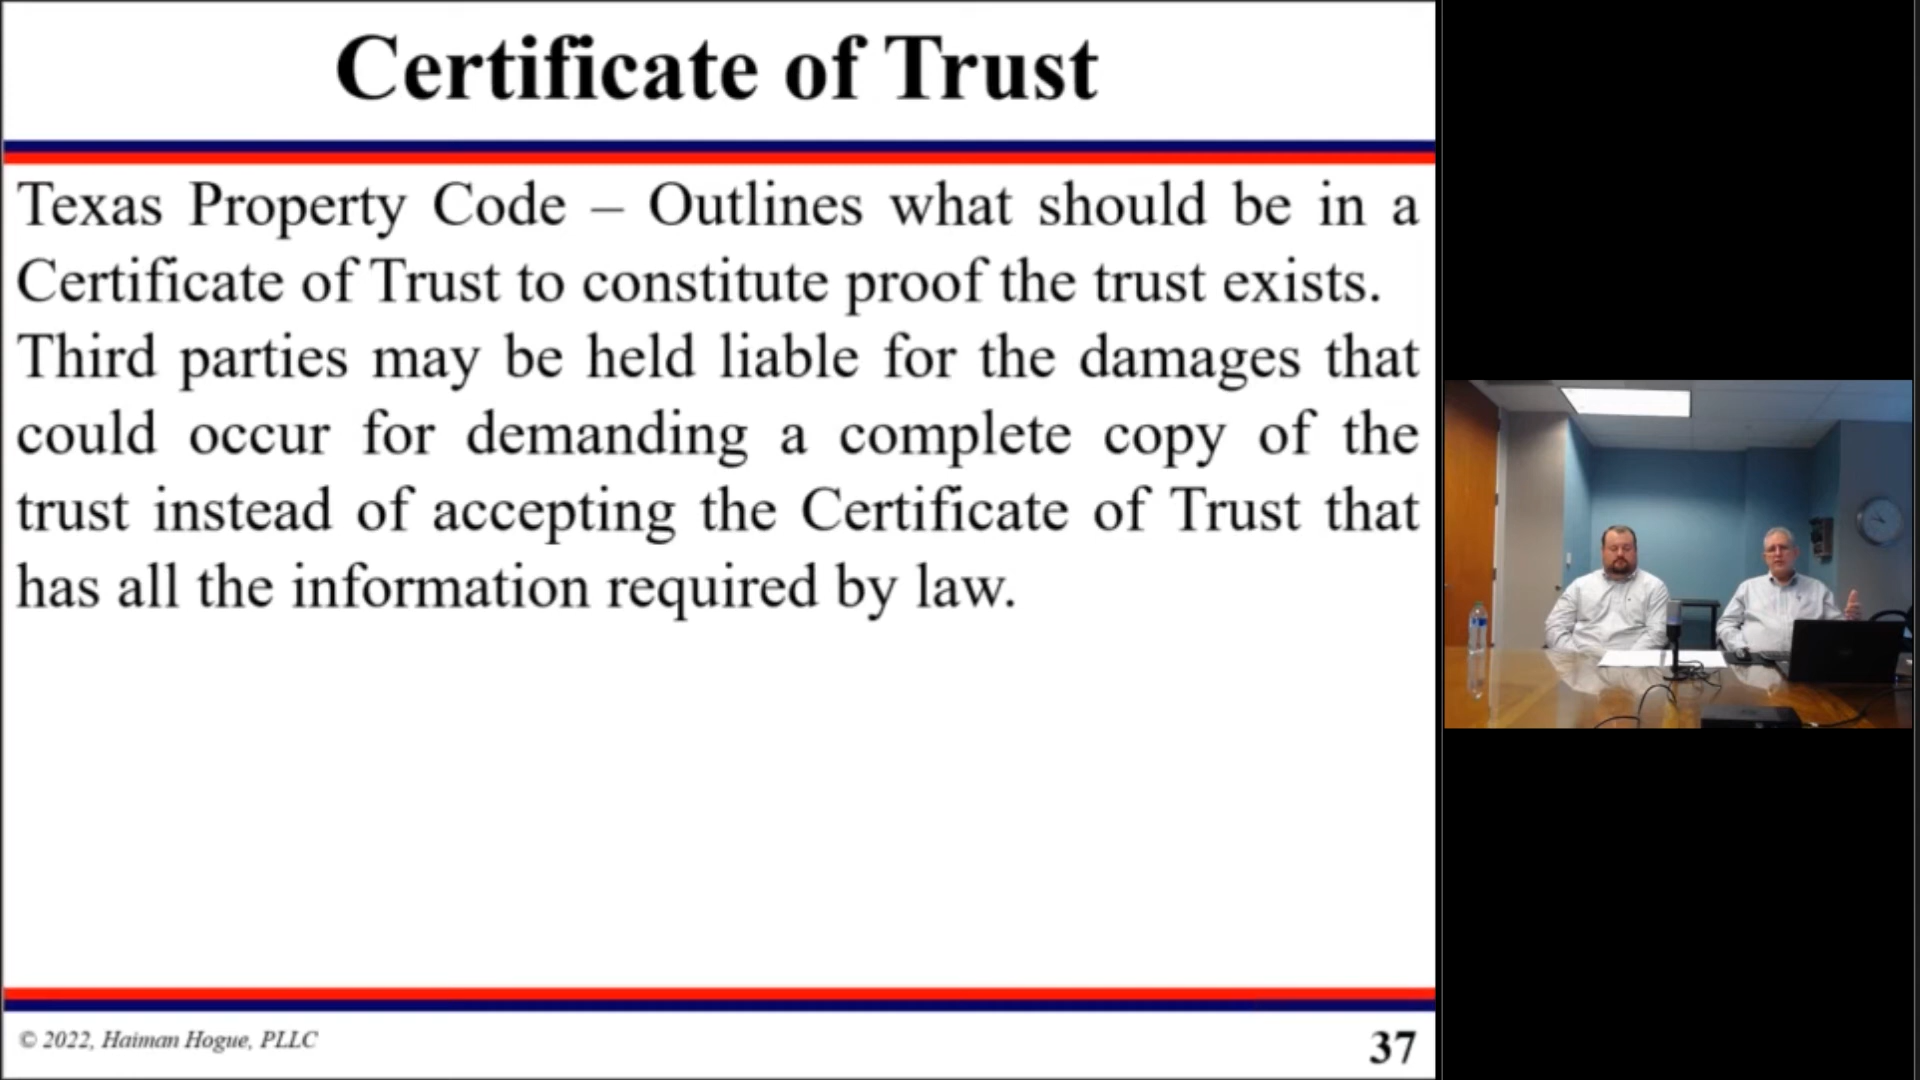 Certificate of Trust
Texas Property Code – Outlines what should be in a
Certificate of Trust to constitute proof the trust exists.
Third parties may be held liable for the damages that
could occur for demanding a complete copy of the
trust instead of accepting the Certificate of Trust that
has all the information required by law.
© 2022, Haiman Hogue, PLLC
37